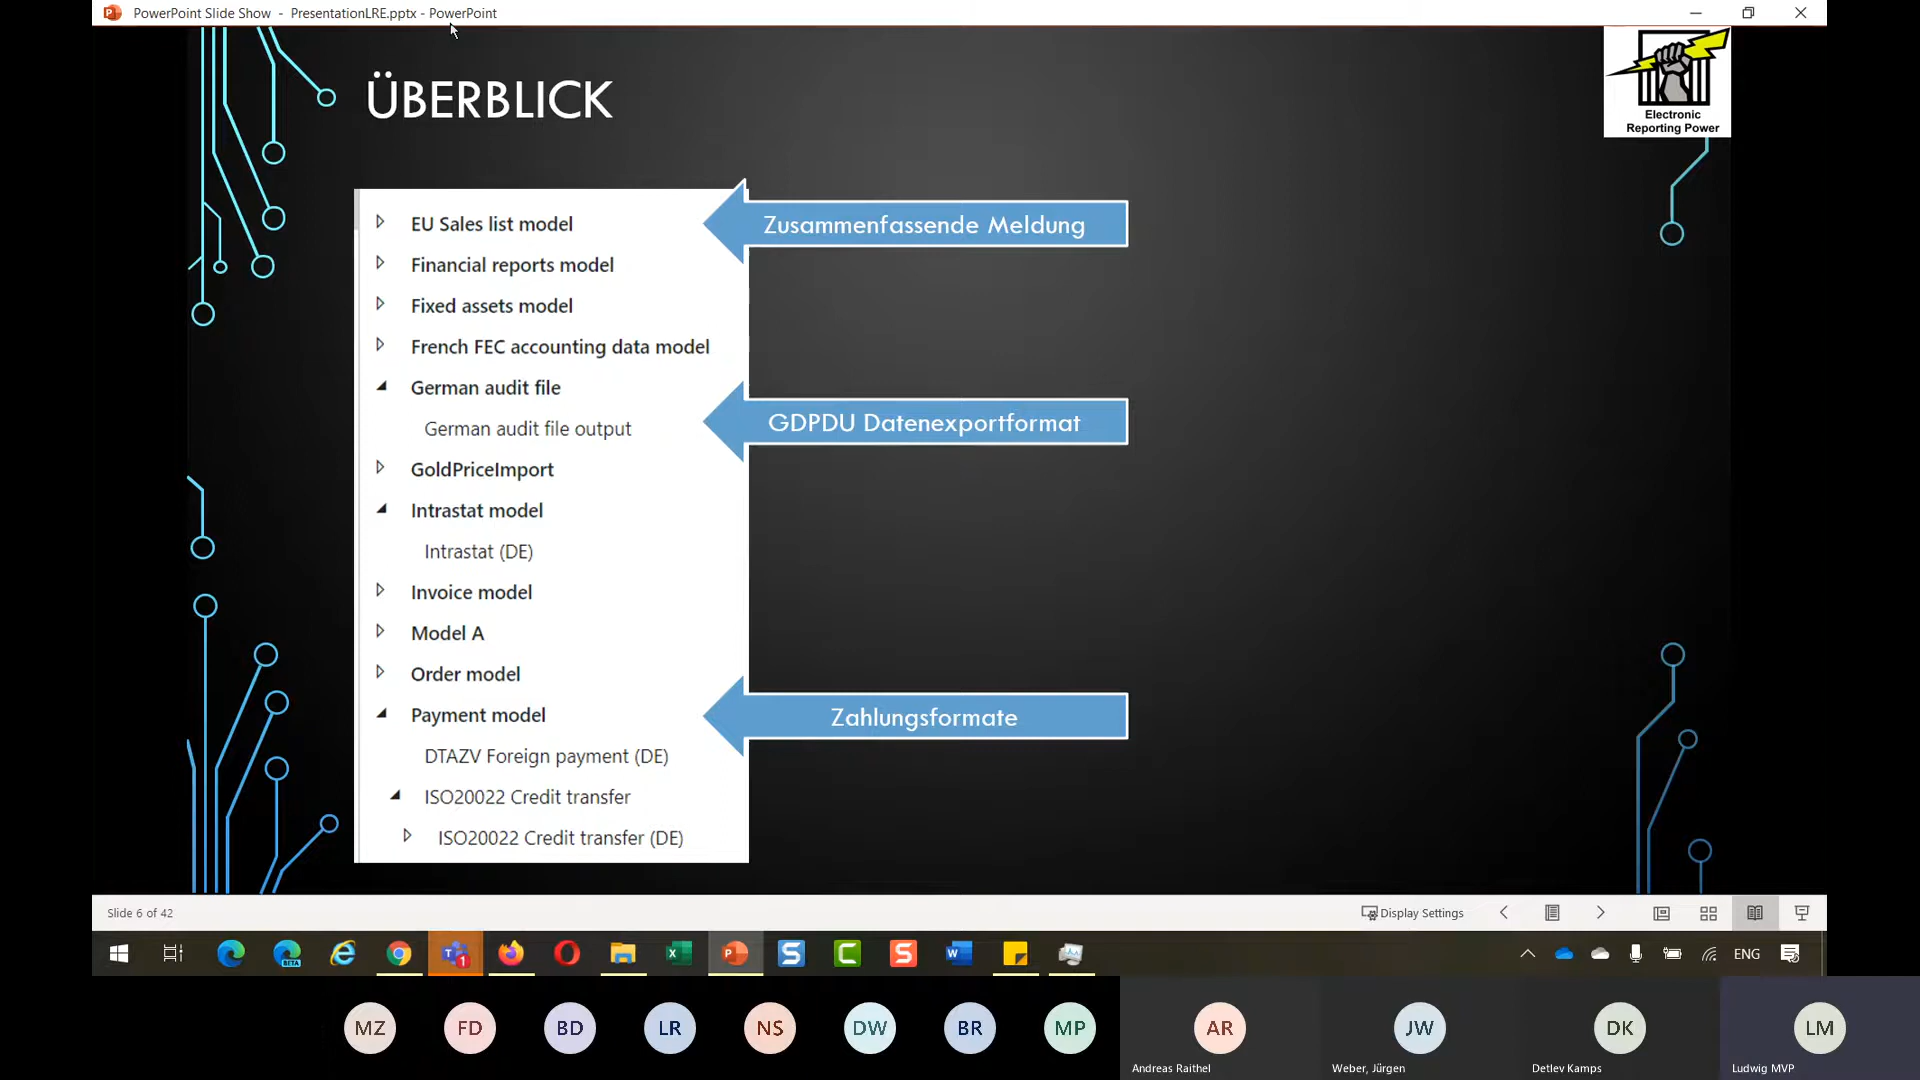 PowerPoint Slide Show - PresentationLRE.pptx - PowerPoint
ÜBERBLICK
Electronic
Reporting Power
EU Sales list model
Zusammenfassende Meldung
Financial reports model
Fixed assets model
French FEC accounting data model
German audit file
German audit file output
GDPDU Datenexportformat
GoldPriceImport
Intrastat model
Intrastat (DE)
Invoice model
Model A
Order model
Payment model
Zahlungsformate
DTAZV Foreign payment (DE)
ISO20022 Credit transfer
ISO20022 Credit transfer (DE)
Slide 6 of 42
Display Settings
BETA
1
ENG
MZ
FD
BD
LR
NS
DW
BR
MP
AR
JW
DK
LM
Andreas Raithel
Weber, Jürgen
Detlev Kamps
Ludwig MVP